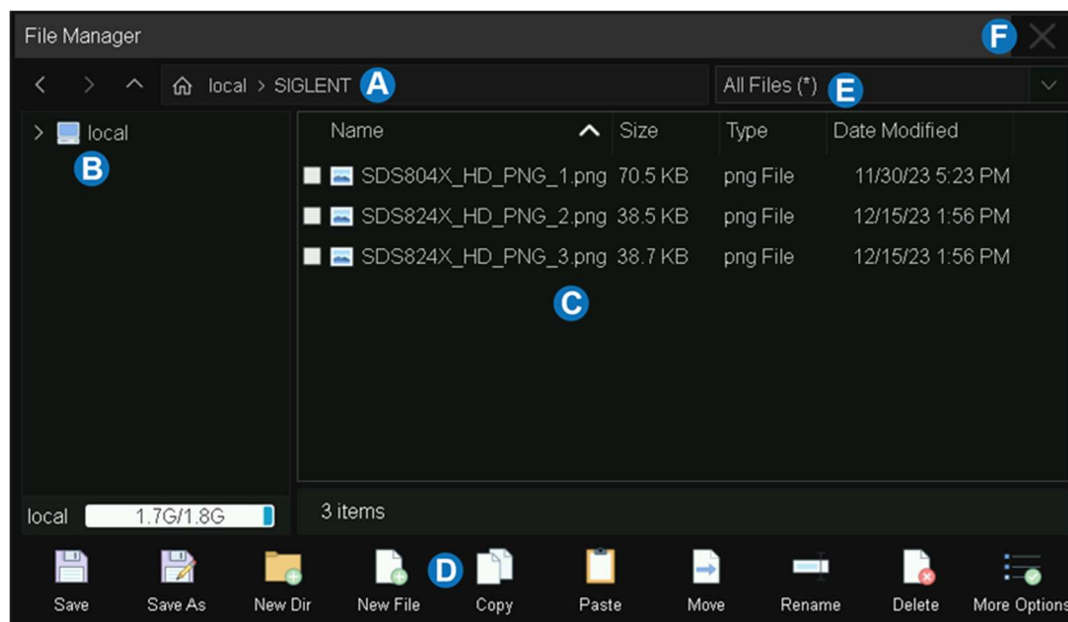 File Manager F
local > SIGLENT A All Files (*) E
local
B
Name Size Type Date Modified
SDS804X_HD_PNG_1.png 70.5 KB png File 11/30/23 5:23 PM
SDS824X_HD_PNG_2.png 38.5 KB png File 12/15/23 1:56 PM
SDS824X_HD_PNG_3.png 38.7 KB png File 12/15/23 1:56 PM
C
local 1.7G/1.8G 3 items
D
Save Save As New Dir New File Copy Paste Move Rename Delete More Options